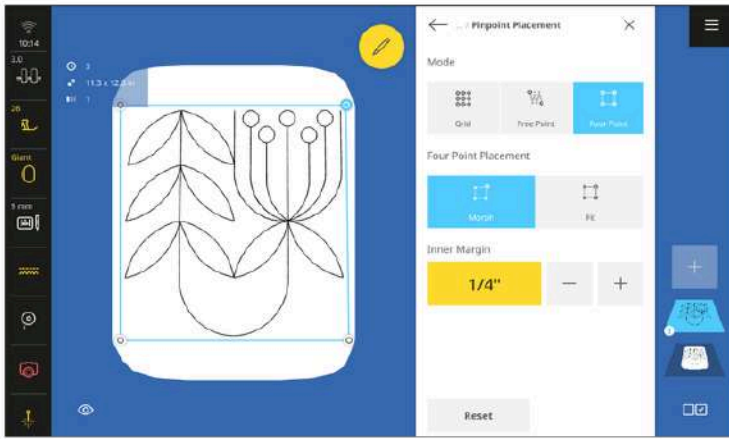 10:14
3.0
2B
Giant
5 mm
3
11.3 x 12.3 in
1
... / Pinpoint Placement
Mode
Grid
Free Point
Four Point
Four Point Placement
Morph
Fit
Inner Margin
1/4"
Reset